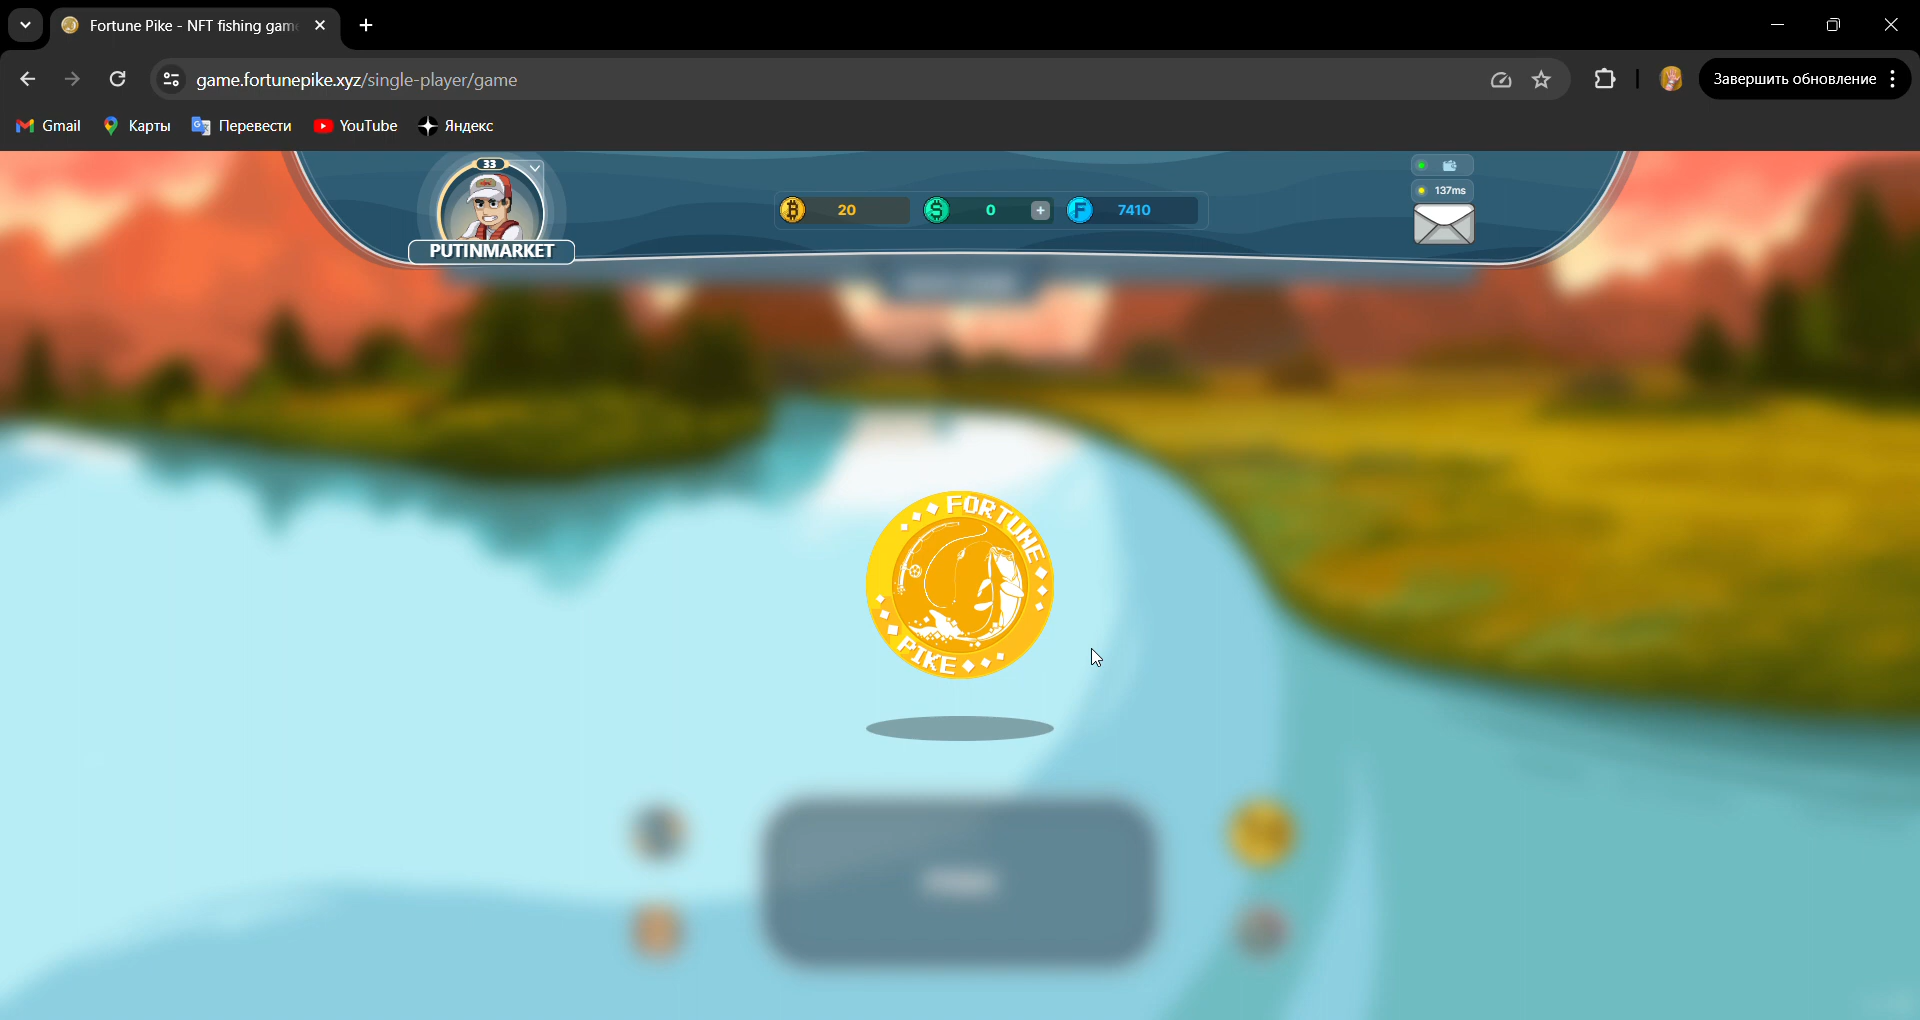 Fortune Pike - NFT fishing gam
game.fortunepike.xyz/single-player/game
Завершить обновление
Gmail
Карты
Перевести
YouTube
Яндекс
33
PUTINMARKET
20
0
+
7410
137ms
FORTUNE
PIKE